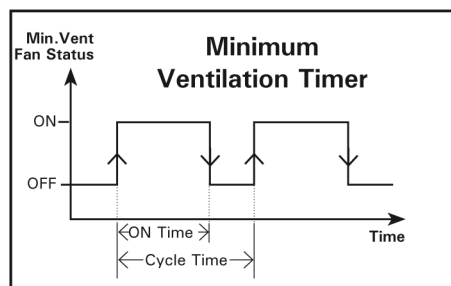 Min.Vent
Fan Status
Minimum
Ventilation Timer
ON
OFF
ON Time
Time
Cycle Time